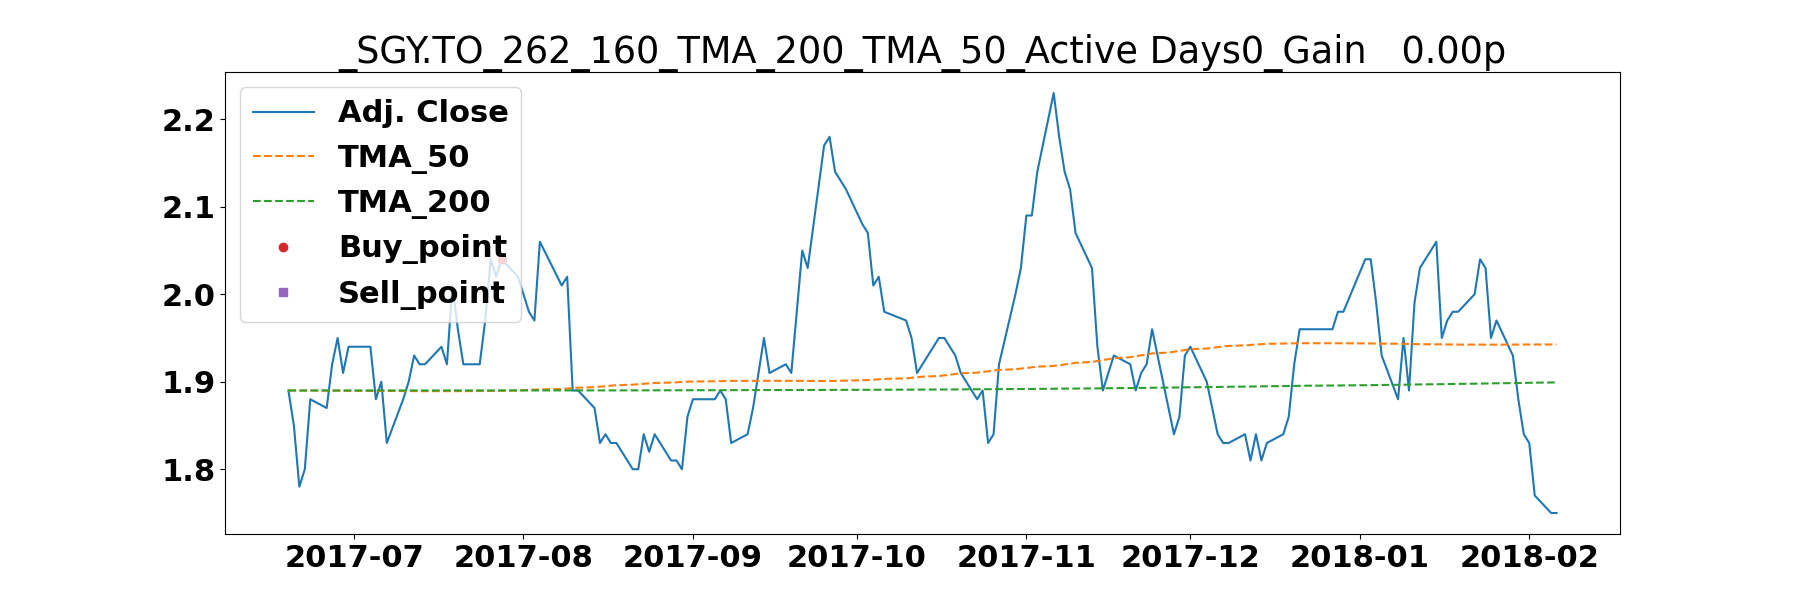 _SGY.TO_262_160_TMA_200_TMA_50_Active Days0_Gain   0.00p
Adj. Close
TMA_50
TMA_200
Buy_point
Sell_point
2.2
2.1
2.0
1.9
1.8
2017-07 2017-08 2017-09 2017-10 2017-11 2017-12 2018-01 2018-02